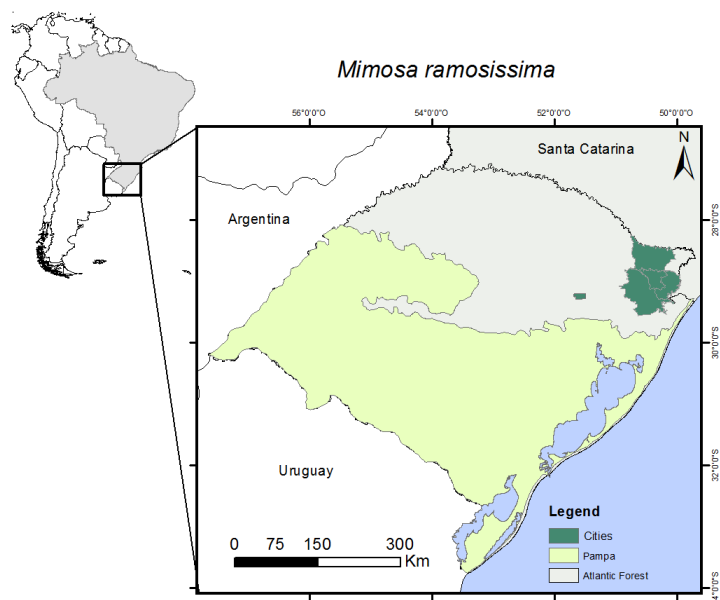 Mimosa ramosissima
56°0'0"O
54°0'0"O
52°0'0"O
50°0'0"O
N
Santa Catarina
Argentina
28°0'0"S
30°0'0"S
32°0'0"S
Uruguay
Legend
Cities
Pampa
Atlantic Forest
0 75 150 300
Km